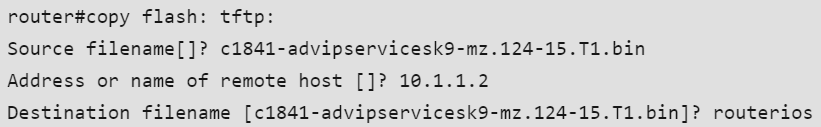 router#copy flash: tftp:
Source filename[]? c1841-advipservicesk9-mz.124-15.T1.bin
Address or name of remote host []? 10.1.1.2
Destination filename [c1841-advipservicesk9-mz.124-15.T1.bin]? routerios